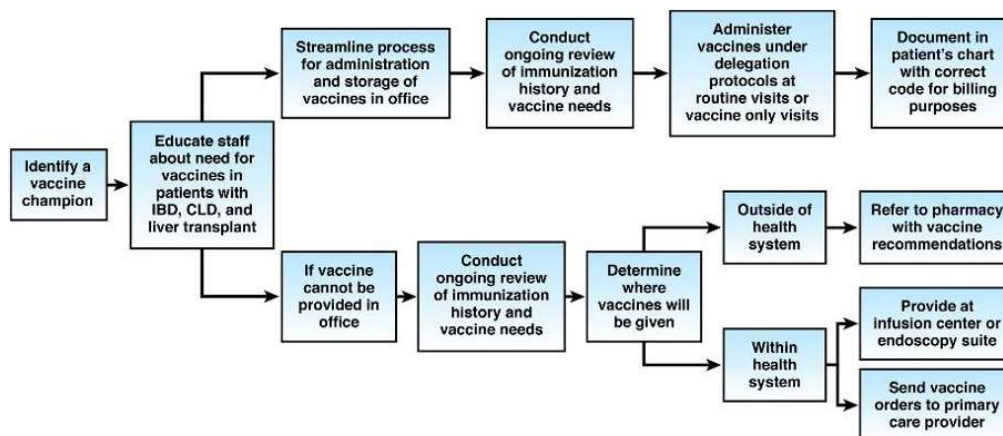 Identify a
vaccine
champion
Educate staff
about need for
vaccines in
patients with
IBD, CLD, and
liver transplant
Streamline process
for administration
and storage of
vaccines in office
Conduct
ongoing review
of immunization
history and
vaccine needs
Administer
vaccines under
delegation
protocols at
routine visits or
vaccine only visits
Document in
patient's chart
with correct
code for billing
purposes
If vaccine
cannot be
provided in
office
Conduct
ongoing review
of immunization
history and
vaccine needs
Determine
where
vaccines will
be given
Outside of
health
system
Refer to pharmacy
with vaccine
recommendations
Within
health
system
Provide at
infusion center or
endoscopy suite
Send vaccine
orders to primary
care provider